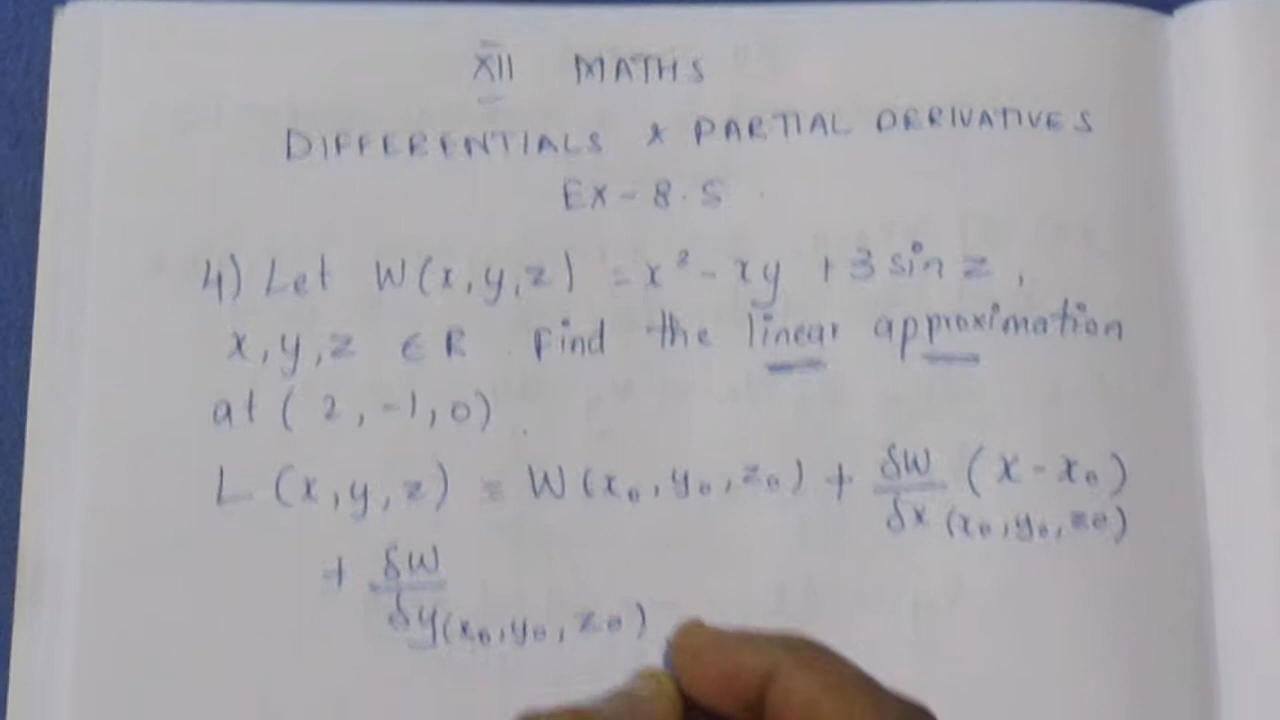 XII MATHS
DIFFERENTIALS & PARTIAL DERIVATIVES
EX - 8.5
4) Let W(x,y,z) = x² - xy + 3 sin z,
x,y,z ∈ R. Find the linear approximation
at (2,-1,0).
L (x,y,z) = W(x₀,y₀,z₀) + δW/δx (x₀,y₀,z₀) (x-x₀)
+ δW/δy (x₀,y₀,z₀)